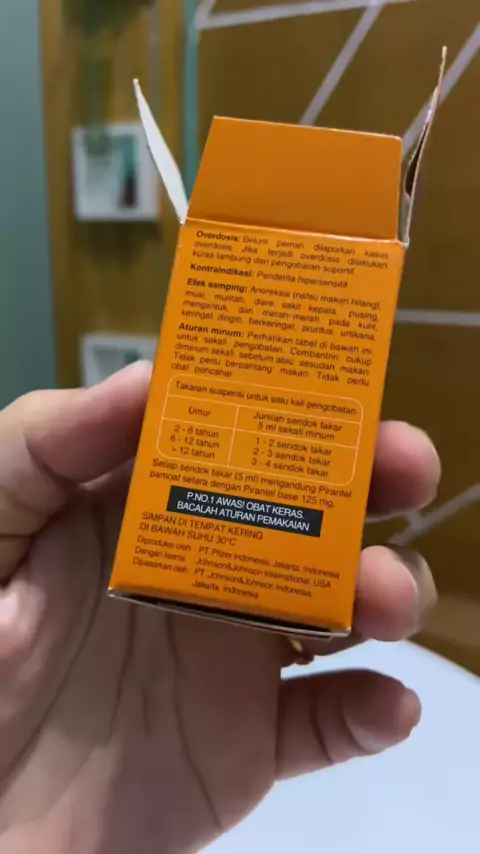 Overdosis: Belum pernah dilaporkan kasus
overdosis. Jika terjadi overdosis dilakukan
kuras lambung dan pengobatan suportif.
Kontraindikasi: Penderita hipersensitif
Efek samping: Anoreksia (nafsu makan hilang),
mual, muntah, diare, sakit kepala, pusing,
mengantuk, dan merah-merah pada kulit,
keringat dingin, berkeringat, pruritus, urtikaria.
Aturan minum: Perhatikan tabel di bawah ini
untuk sekali pengobatan. Combantrin cukup
diminum sekali sebelum atau sesudah makan
Tidak perlu berpantang makan. Tidak perlu
obat pencahar
Takaran suspensi untuk satu kali pengobatan
Umur Jumlah sendok takar
5 ml sekali minum
2 - 6 tahun 1 - 2 sendok takar
6 - 12 tahun 2 - 3 sendok takar
> 12 tahun 3 - 4 sendok takar
Setiap sendok takar (5 ml) mengandung Pirantel
pamoat setara dengan Pirantel base 125 mg.
P.NO.1 AWAS! OBAT KERAS.
BACALAH ATURAN PEMAKAIAN
SIMPAN DI TEMPAT KERING
DI BAWAH SUHU 30°C
Diproduksi oleh : PT Pfizer Indonesia, Jakarta, Indonesia
Dengan lisensi : Johnson&Johnson International, USA
Dipasarkan oleh : PT Johnson&Johnson Indonesia,
Jakarta, Indonesia